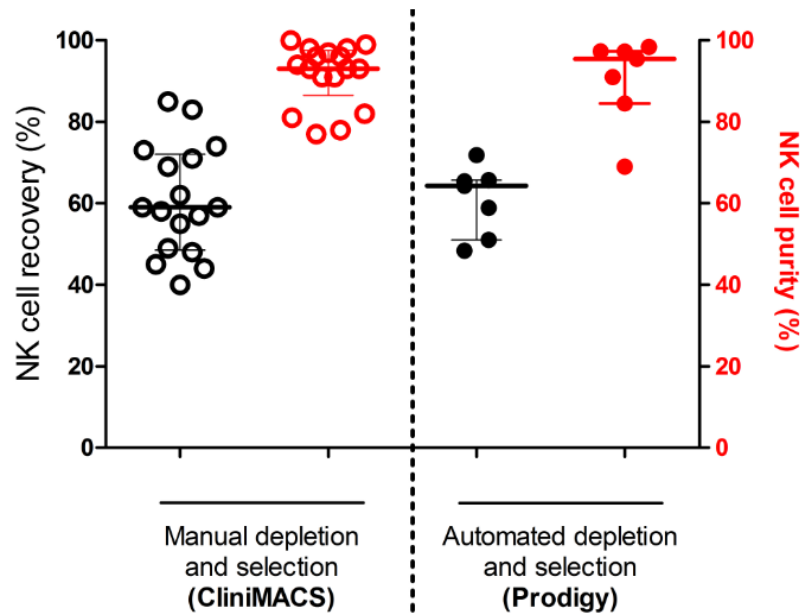 NK cell recovery (%)
100
80
60
40
20
0
100
80
60
40
20
0
NK cell purity (%)
Manual depletion
and selection
(CliniMACS)
Automated depletion
and selection
(Prodigy)